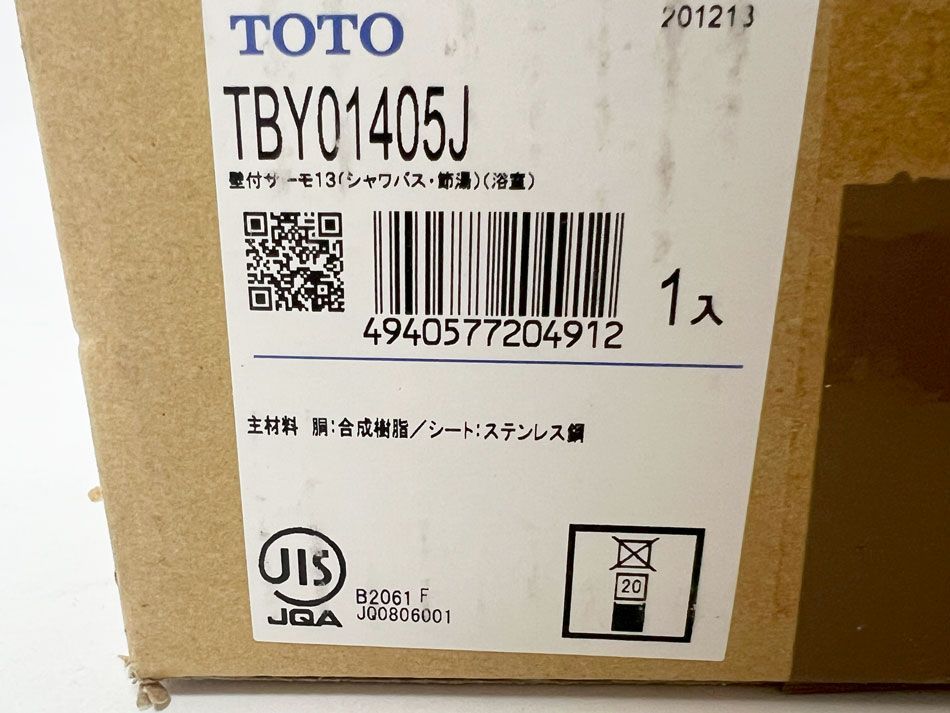 TOTO
201213
TBY01405J
壁付サーモ13(シャワバス・節湯)(浴室)
4940577204912
1入
主材料 胴:合成樹脂/シート:ステンレス鋼
JIS
JQA
B2061 F
JQ0806001
20